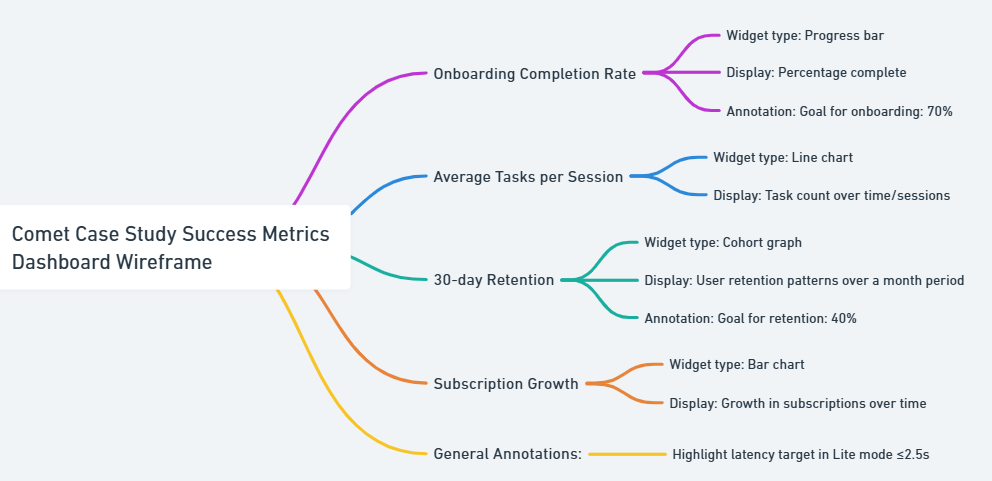 Comet Case Study Success Metrics
Dashboard Wireframe
Onboarding Completion Rate
Widget type: Progress bar
Display: Percentage complete
Annotation: Goal for onboarding: 70%
Average Tasks per Session
Widget type: Line chart
Display: Task count over time/sessions
30-day Retention
Widget type: Cohort graph
Display: User retention patterns over a month period
Annotation: Goal for retention: 40%
Subscription Growth
Widget type: Bar chart
Display: Growth in subscriptions over time
General Annotations:
Highlight latency target in Lite mode ≤2.5s